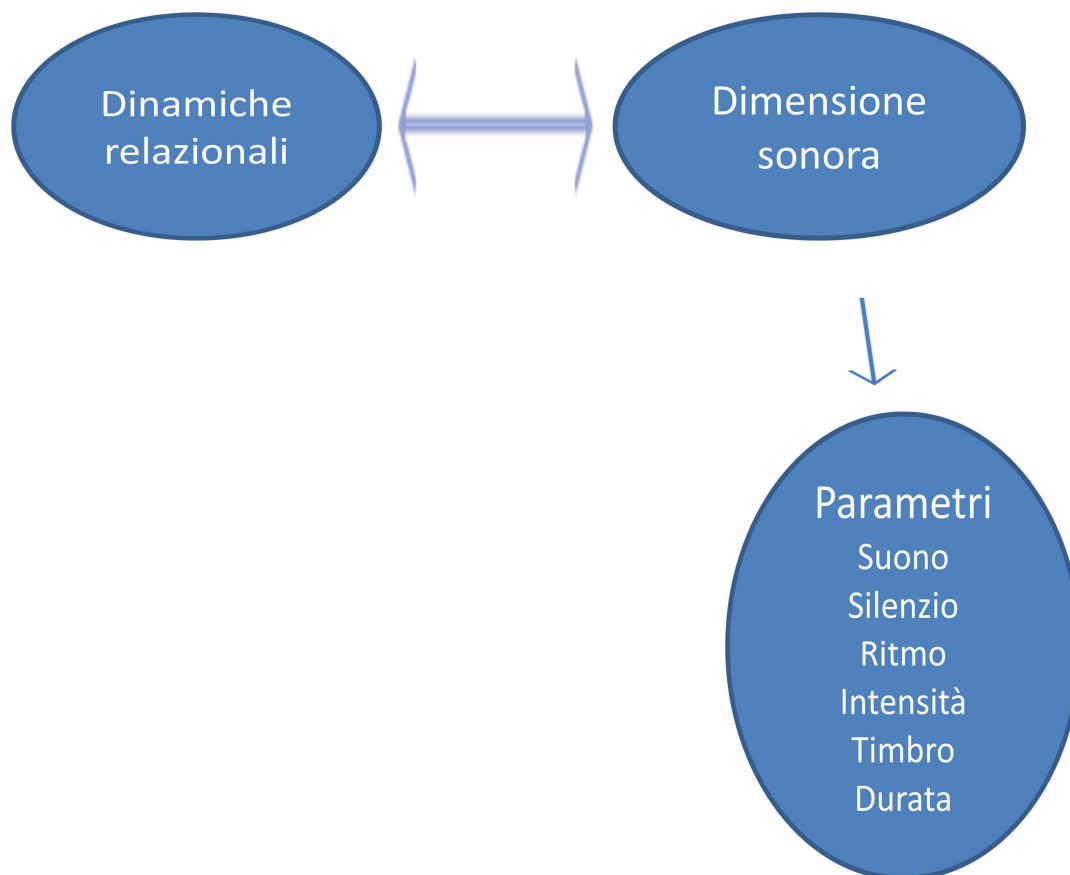 Dinamiche
relazionali
Dimensione
sonora
Parametri
Suono
Silenzio
Ritmo
Intensità
Timbro
Durata